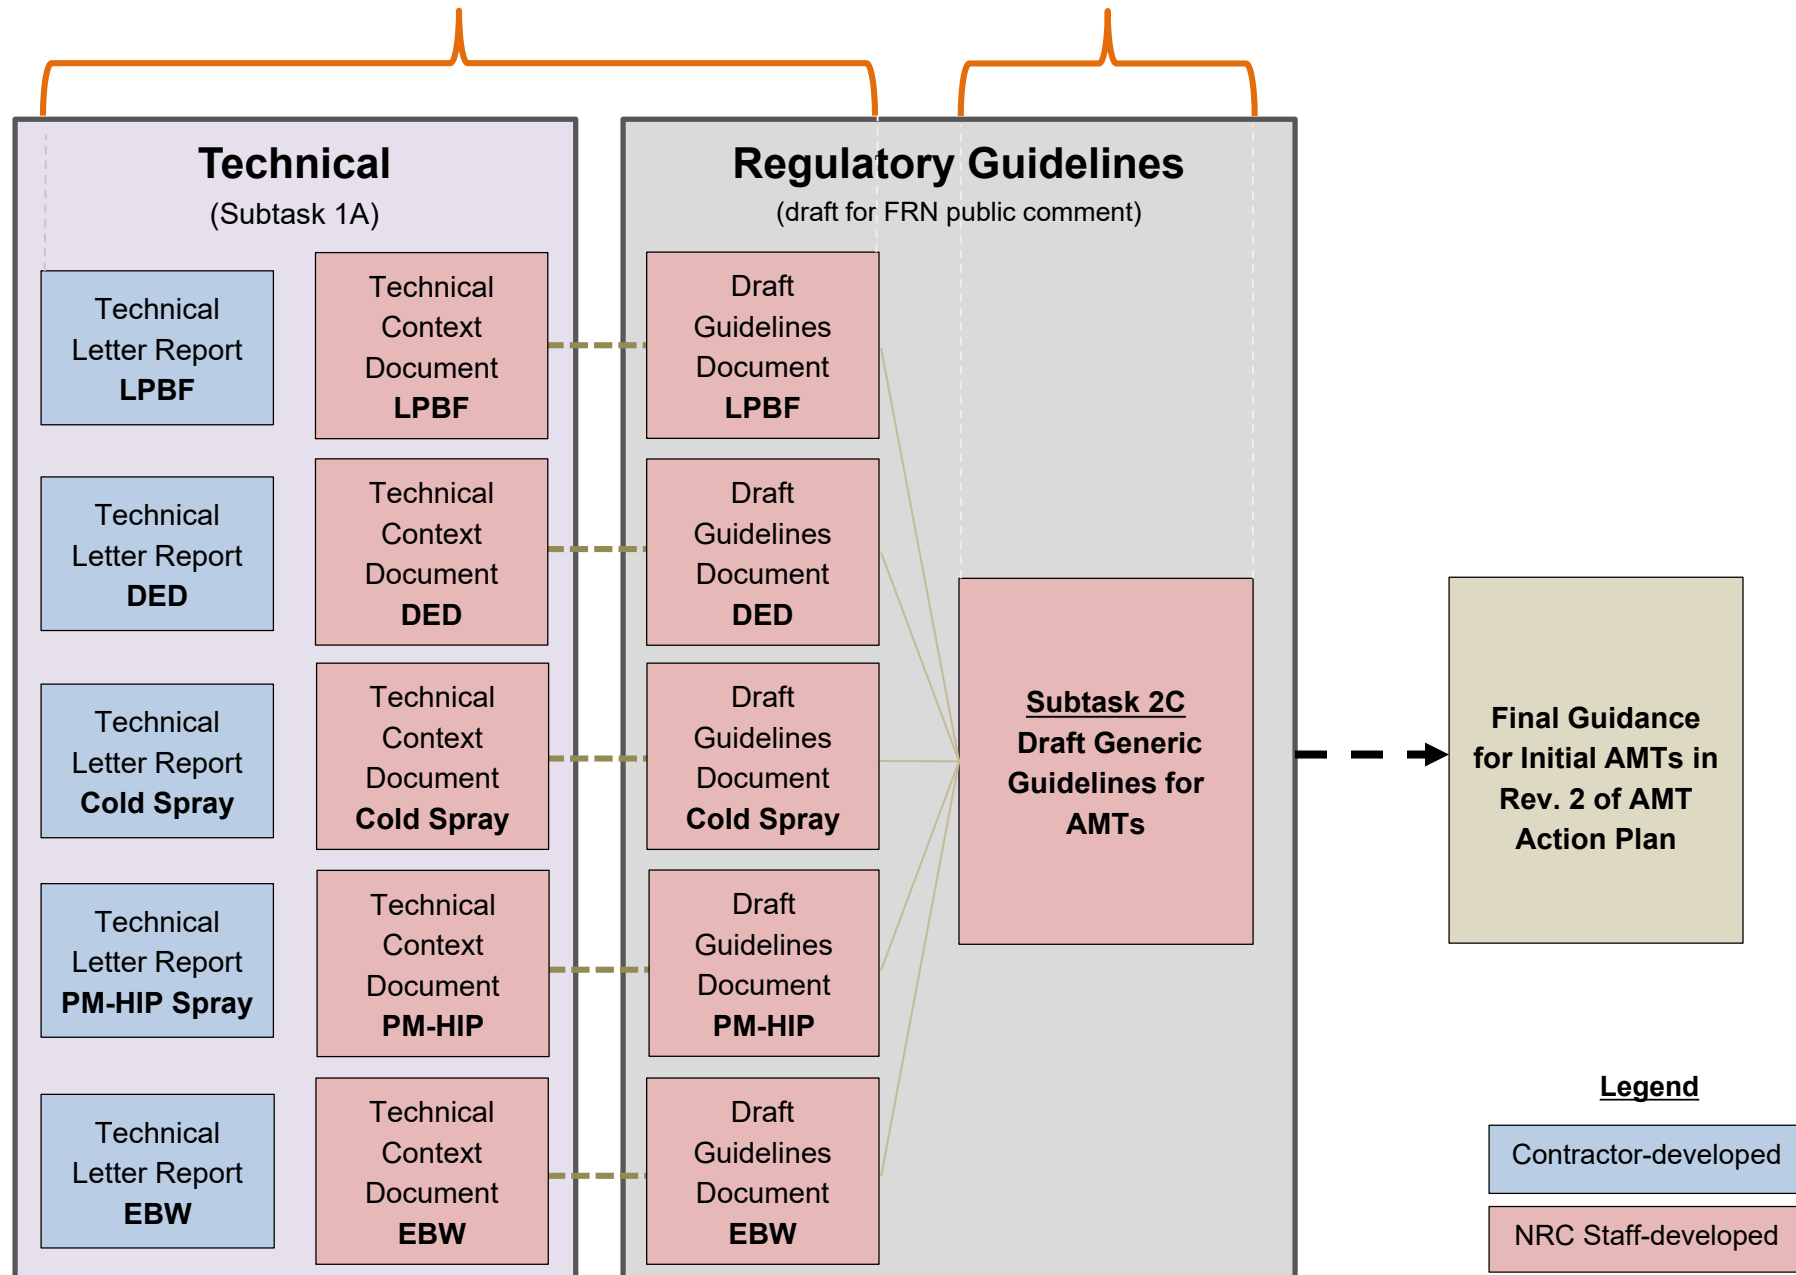 Technical
(Subtask 1A)
Technical
Letter Report
LPBF
Technical
Context
Document
LPBF
Technical
Letter Report
DED
Technical
Context
Document
DED
Technical
Letter Report
Cold Spray
Technical
Context
Document
Cold Spray
Technical
Letter Report
PM-HIP Spray
Technical
Context
Document
PM-HIP
Technical
Letter Report
EBW
Technical
Context
Document
EBW
Regulatory Guidelines
(draft for FRN public comment)
Draft
Guidelines
Document
LPBF
Draft
Guidelines
Document
DED
Draft
Guidelines
Document
Cold Spray
Draft
Guidelines
Document
PM-HIP
Draft
Guidelines
Document
EBW
Subtask 2C
Draft Generic
Guidelines for
AMTs
Final Guidance
for Initial AMTs in
Rev. 2 of AMT
Action Plan
Legend
Contractor-developed
NRC Staff-developed